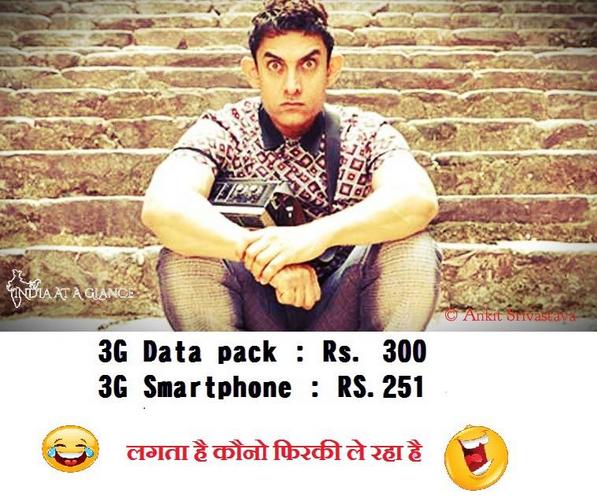 INDIA AT A GLANCE
© Ankit Srivastava
3G Data pack : Rs. 300
3G Smartphone : RS.251
लगता है कौनो फिरकी ले रहा है